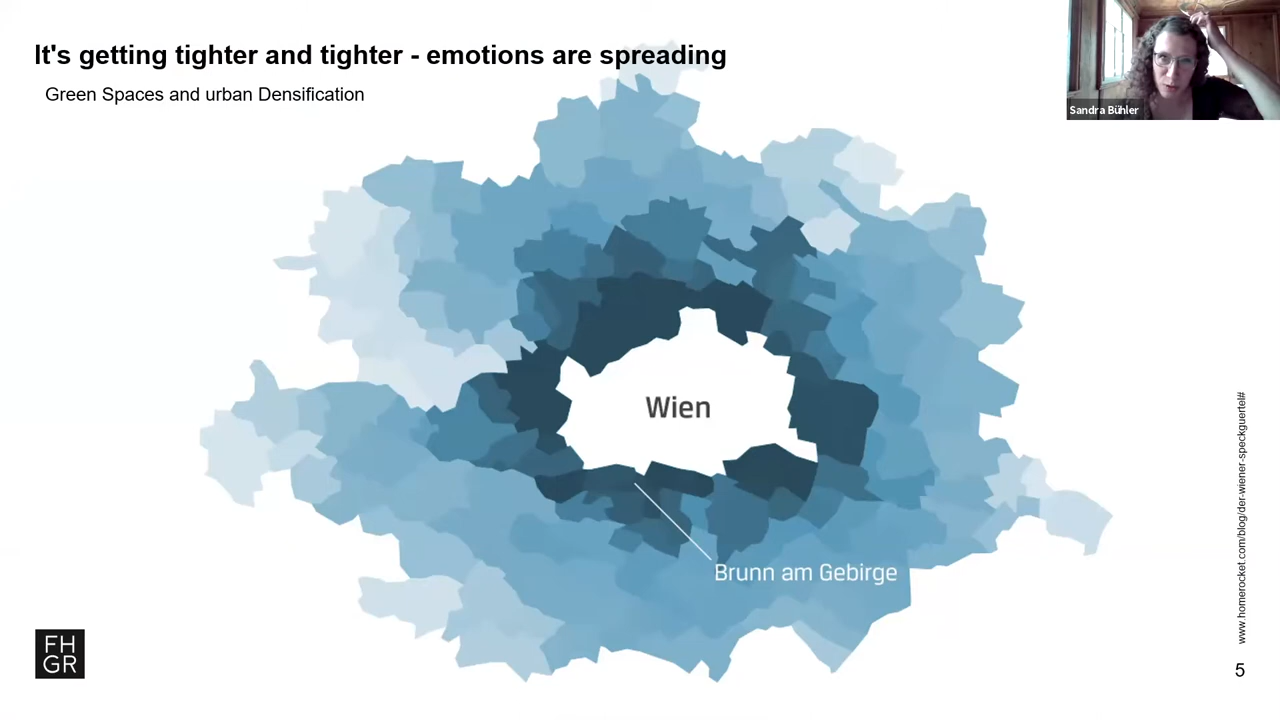 It's getting tighter and tighter - emotions are spreading
Green Spaces and urban Densification
Sandra Bühler
Wien
Brunn am Gebirge
www.homerocket.com/blog/der-wiener-speckguertel#
FH
GR
5